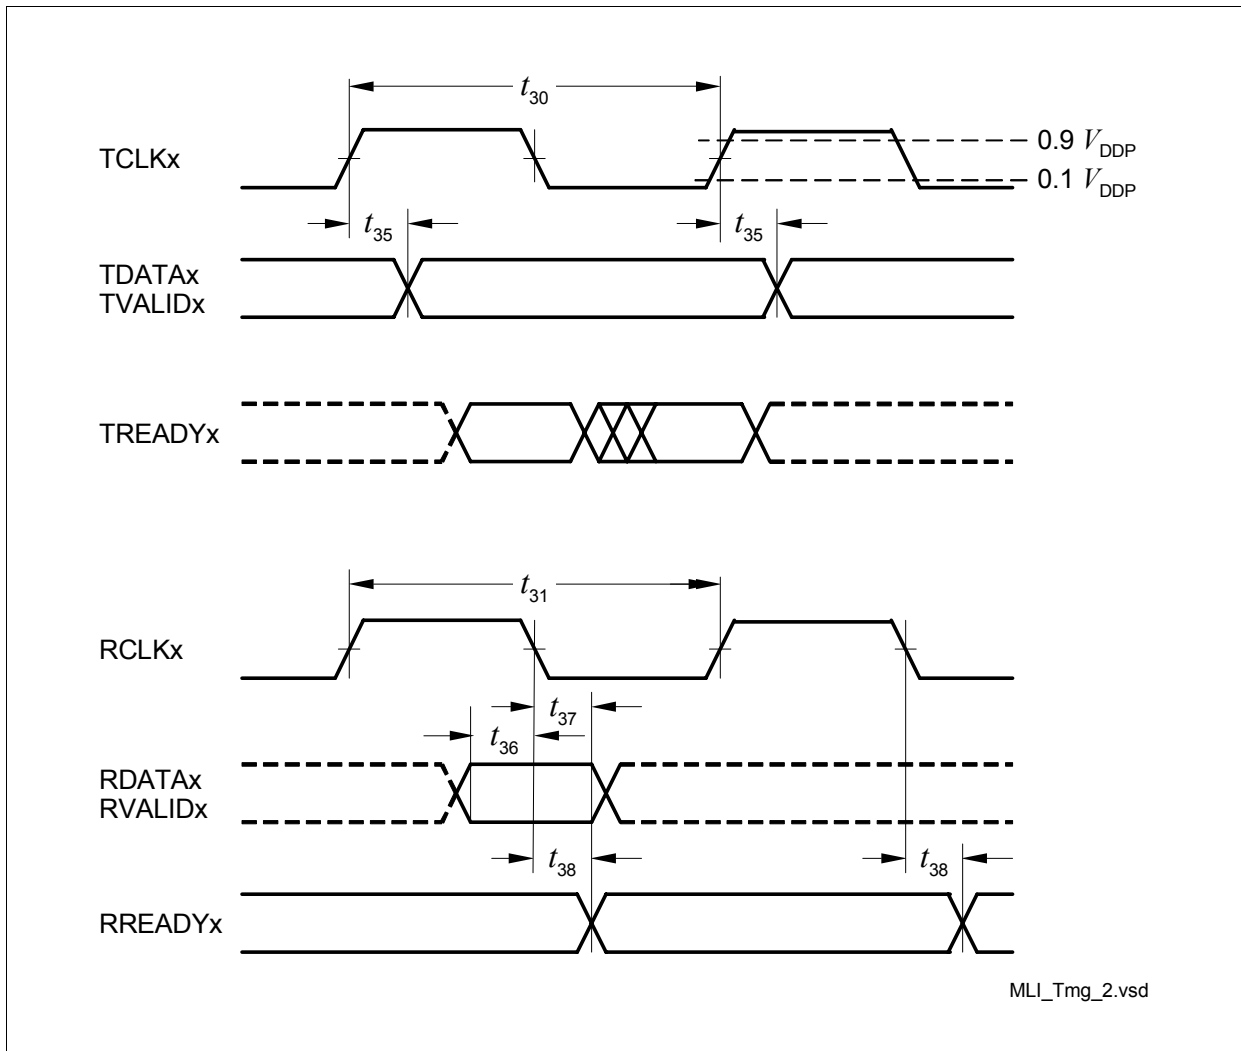 t30
TCLKx
0.9 VDDP
0.1 VDDP
t35
t35
TDATAx
TVALIDx
TREADYx
t31
RCLKx
t37
t36
RDATAx
RVALIDx
t38
t38
RREADYx
MLI_Tmg_2.vsd